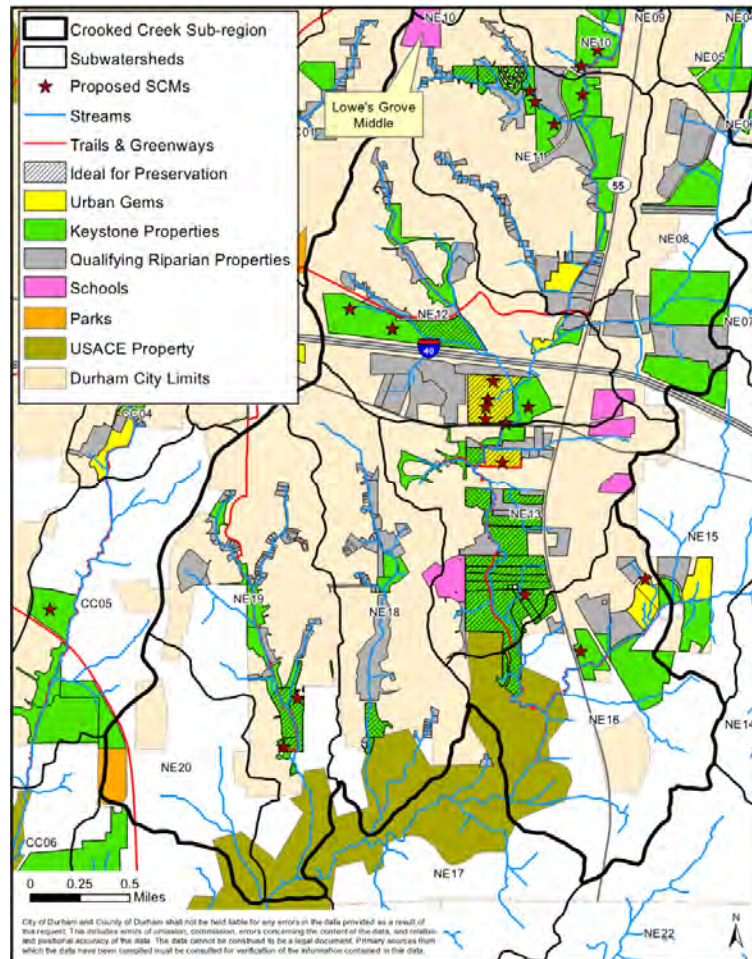 Crooked Creek Sub-region
Subwatersheds
Proposed SCMs
Streams
Trails & Greenways
Ideal for Preservation
Urban Gems
Keystone Properties
Qualifying Riparian Properties
Schools
Parks
USACE Property
Durham City Limits
NE10
NE09
NE10
NE05
Lowe's Grove
Middle
NE11
55
NE08
NE07
NE12
40
NE13
NE15
CC05
NE19
NE18
NE16
NE14
NE20
CC06
NE17
NE22
0 0.25 0.5
Miles
N
City of Durham and County of Durham shall not be held liable for any errors in the data provided as a result of
this request. This includes errors of omission, commission, errors concerning the content of the data, and relative
and positional accuracy of the data. The data cannot be construed to be a legal document. Primary sources from
which the data have been compiled must be consulted for verification of the information contained in this data.